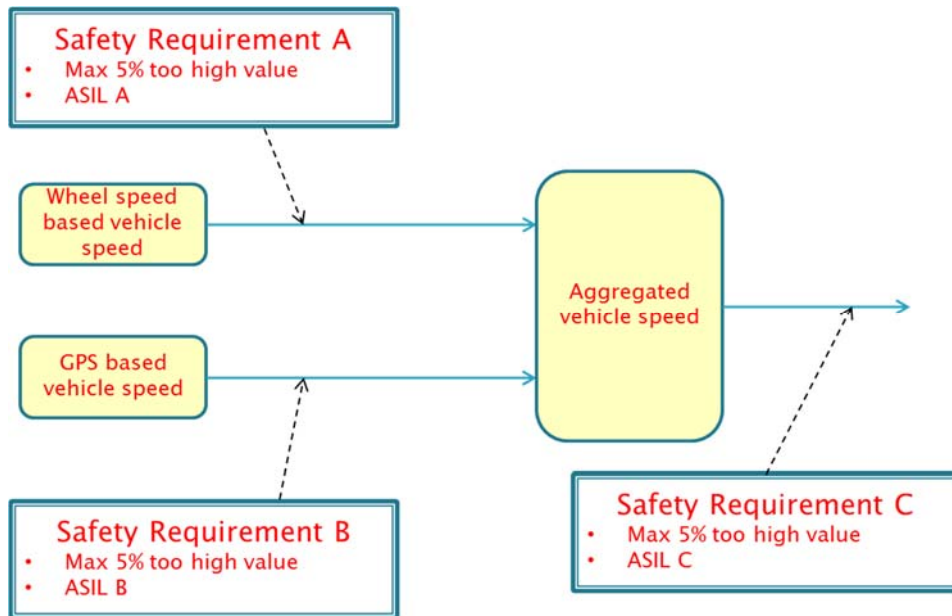 Safety Requirement A
• Max 5% too high value
• ASIL A
Wheel speed
based vehicle
speed
Aggregated
vehicle speed
GPS based
vehicle speed
Safety Requirement B
• Max 5% too high value
• ASIL B
Safety Requirement C
• Max 5% too high value
• ASIL C